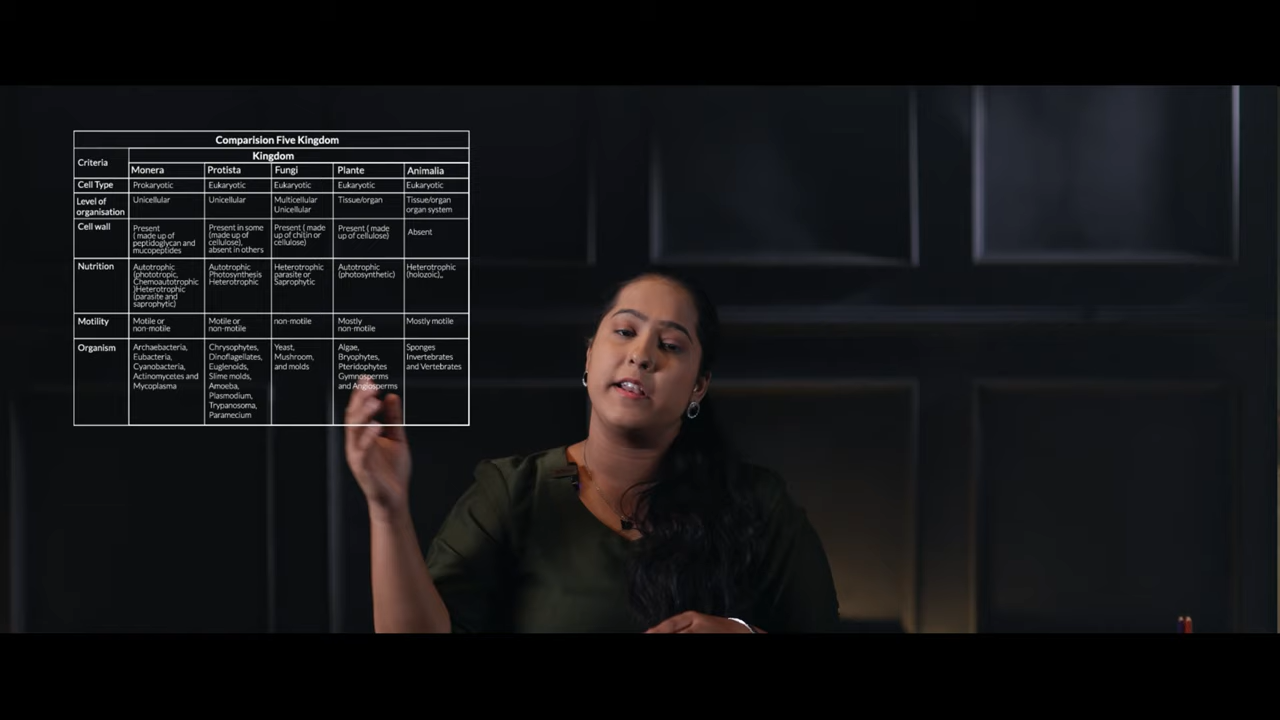 Comparision Five Kingdom
Criteria
Kingdom
Monera
Protista
Fungi
Plante
Animalia
Cell Type
Prokaryotic
Eukaryotic
Eukaryotic
Eukaryotic
Eukaryotic
Level of
organisation
Unicellular
Unicellular
Multicellular
Unicellular
Tissue/organ
Tissue/organ
organ system
Cell wall
Present
( made up of
peptidoglycan and
mucopeptides
Present in some
(made up of
cellulose),
absent in others
Present ( made
up of chitin or
cellulose)
Present ( made
up of cellulose)
Absent
Nutrition
Autotrophic
(phototropic,
Chemoautotrophic
)Heterotrophic
(parasite and
saprophytic)
Autotrophic
Photosynthesis
Heterotrophic
Heterotrophic
parasite or
Saprophytic
Autotrophic
(photosynthetic)
Heterotrophic
(holozoic),,
Motility
Motile or
non-motile
Motile or
non-motile
non-motile
Mostly
non-motile
Mostly motile
Organism
Archaebacteria,
Eubacteria,
Cyanobacteria,
Actinomycetes and
Mycoplasma
Chrysophytes,
Dinoflagellates,
Euglenoids,
Slime molds,
Amoeba,
Plasmodium,
Trypanosoma,
Paramecium
Yeast,
Mushroom,
and molds
Algae,
Bryophytes,
Pteridophytes
Gymnosperms
and Angiosperms
Sponges
Invertebrates
and Vertebrates